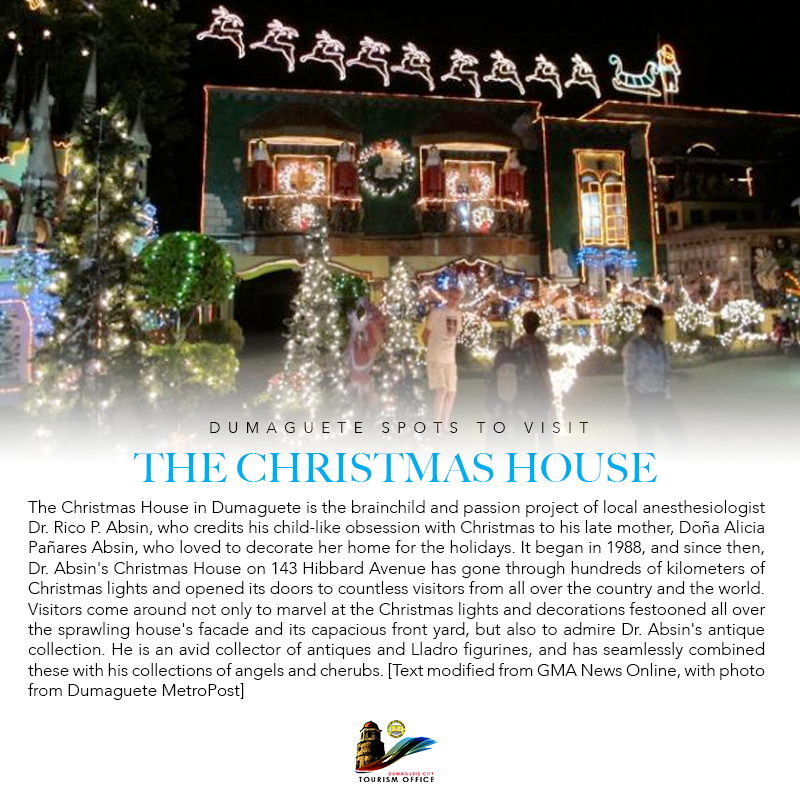 DUMAGUETE SPOTS TO VISIT
THE CHRISTMAS HOUSE
The Christmas House in Dumaguete is the brainchild and passion project of local anesthesiologist
Dr. Rico P. Absin, who credits his child-like obsession with Christmas to his late mother, Doña Alicia
Pañares Absin, who loved to decorate her home for the holidays. It began in 1988, and since then,
Dr. Absin's Christmas House on 143 Hibbard Avenue has gone through hundreds of kilometers of
Christmas lights and opened its doors to countless visitors from all over the country and the world.
Visitors come around not only to marvel at the Christmas lights and decorations festooned all over
the sprawling house's facade and its capacious front yard, but also to admire Dr. Absin's antique
collection. He is an avid collector of antiques and Lladro figurines, and has seamlessly combined
these with his collections of angels and cherubs. [Text modified from GMA News Online, with photo
from Dumaguete MetroPost]
DUMAGUETE CITY
TOURISM OFFICE